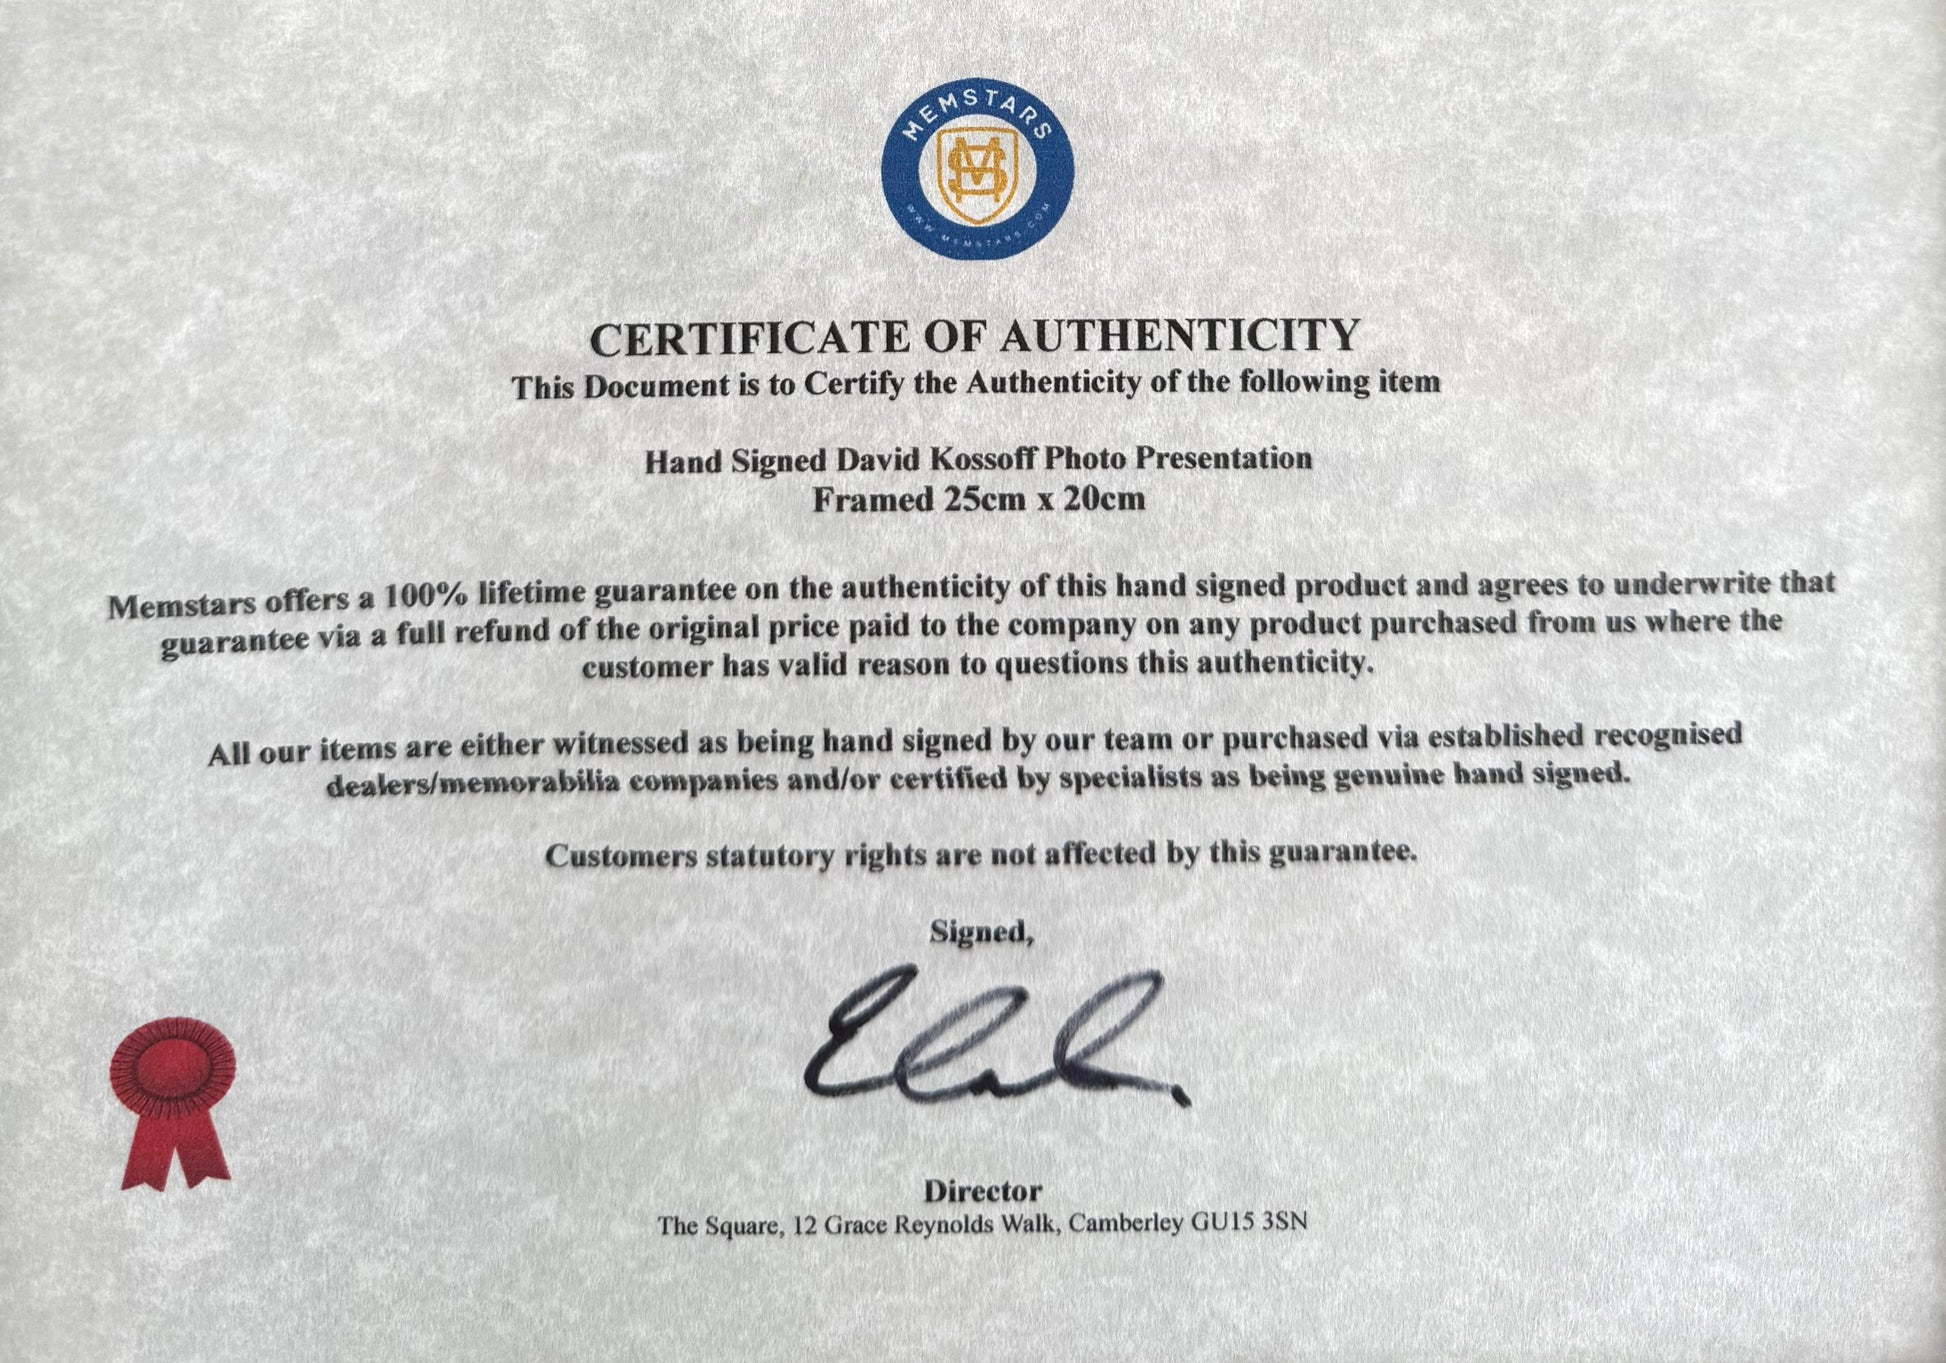 MEMSTARS
WWW.MEMSTARS.COM
CERTIFICATE OF AUTHENTICITY
This Document is to Certify the Authenticity of the following item
Hand Signed David Kossoff Photo Presentation
Framed 25cm x 20cm
Memstars offers a 100% lifetime guarantee on the authenticity of this hand signed product and agrees to underwrite that
guarantee via a full refund of the original price paid to the company on any product purchased from us where the
customer has valid reason to questions this authenticity.
All our items are either witnessed as being hand signed by our team or purchased via established recognised
dealers/memorabilia companies and/or certified by specialists as being genuine hand signed.
Customers statutory rights are not affected by this guarantee.
Signed,
Director
The Square, 12 Grace Reynolds Walk, Camberley GU15 3SN